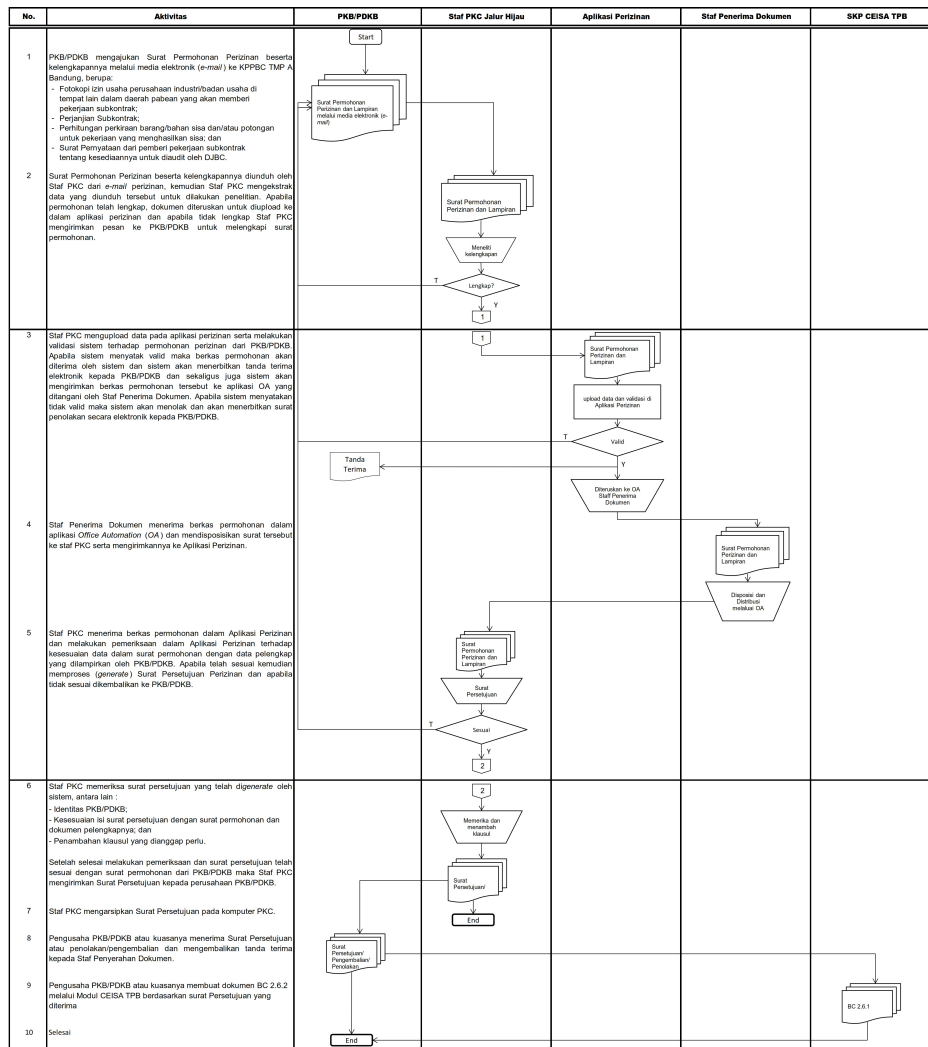 No.
Aktivitas
PKB/PDKB
Staf PKC Jalur Hijau
Aplikasi Perizinan
Staf Penerima Dokumen
SKP CEISA TPB
Start
1
PKB/PDKB mengajukan Surat Permohonan Perizinan beserta
kelengkapannya melalui media elektronik (e-mail) ke KPPBC TMP A
Bandung, berupa:
- Fotokopi izin usaha perusahaan industri/badan usaha di
tempat lain dalam daerah pabean yang akan memberi
pekerjaan subkontrak;
- Perjanjian Subkontrak;
- Perhitungan perkiraan barang/bahan sisa dan/atau potongan
untuk pekerjaan yang menghasilkan sisa; dan
- Surat Pernyataan dari pemberi pekerjaan subkontrak
tentang kesediaannya untuk diaudit oleh DJBC.
Surat Permohonan
Perizinan dan Lampiran
melalui media elektronik (e-
mail)
2
Surat Permohonan Perizinan beserta kelengkapannya diunduh oleh
Staf PKC dari e-mail perizinan, kemudian Staf PKC mengekstrak
data yang diunduh tersebut untuk dilakukan penelitian. Apabila
permohonan telah lengkap, dokumen diteruskan untuk diupload ke
dalam aplikasi perizinan dan apabila tidak lengkap Staf PKC
mengirimkan pesan ke PKB/PDKB untuk melengkapi surat
permohonan.
Surat Permohonan
Perizinan dan Lampiran
Meneliti
kelengkapan
T
Lengkap?
Y
1
3
Staf PKC mengupload data pada aplikasi perizinan serta melakukan
validasi sistem terhadap permohonan perizinan dari PKB/PDKB.
Apabila sistem menyatak valid maka berkas permohonan akan
diterima oleh sistem dan sistem akan menerbitkan tanda terima
elektronik kepada PKB/PDKB dan sekaligus juga sistem akan
mengirimkan berkas permohonan tersebut ke aplikasi OA yang
ditangani oleh Staf Penerima Dokumen. Apabila sistem menyatakan
tidak valid maka sistem akan menolak dan akan menerbitkan surat
penolakan secara elektronik kepada PKB/PDKB.
1
Surat Permohonan
Perizinan dan
Lampiran
upload data dan validasi di
Aplikasi Perizinan
T
Valid
Y
Tanda
Terima
Diteruskan ke OA
Staff Penerima
Dokumen
4
Staf Penerima Dokumen menerima berkas permohonan dalam
aplikasi Office Automation (OA) dan mendisposisikan surat tersebut
ke staf PKC serta mengirimkannya ke Aplikasi Perizinan.
Surat Permohonan
Perizinan dan
Lampiran
Disposisi dan
Distribusi
melaluai OA
5
Staf PKC menerima berkas permohonan dalam Aplikasi Perizinan
dan melakukan pemeriksaan dalam Aplikasi Perizinan terhadap
kesesuaian data dalam surat permohonan dengan data pelengkap
yang dilampirkan oleh PKB/PDKB. Apabila telah sesuai kemudian
memproses (generate) Surat Persetujuan Perizinan dan apabila
tidak sesuai dikembalikan ke PKB/PDKB.
Surat
Permohonan
Perizinan dan
Lampiran
Surat
Persetujuan
T
Sesuai
Y
2
6
Staf PKC memeriksa surat persetujuan yang telah digenerate oleh
sistem, antara lain :
- Identitas PKB/PDKB;
- Kesesuaian isi surat persetujuan dengan surat permohonan dan
dokumen pelengkapnya; dan
- Penambahan klausul yang dianggap perlu.
Setelah selesai melakukan pemeriksaan dan surat persetujuan telah
sesuai dengan surat permohonan dari PKB/PDKB maka Staf PKC
mengirimkan Surat Persetujuan kepada perusahaan PKB/PDKB.
2
Memerika dan
menambah
klausul
Surat
Persetujuan/
End
7
Staf PKC mengarsipkan Surat Persetujuan pada komputer PKC.
8
Pengusaha PKB/PDKB atau kuasanya menerima Surat Persetujuan
atau penolakan/pengembalian dan mengembalikan tanda terima
kepada Staf Penyerahan Dokumen.
Surat
Persetujuan/
Pengembalian/
Penolakan
9
Pengusaha PKB/PDKB atau kuasanya membuat dokumen BC 2.6.2
melalui Modul CEISA TPB berdasarkan surat Persetujuan yang
diterima
BC 2.6.1
10
Selesai
End